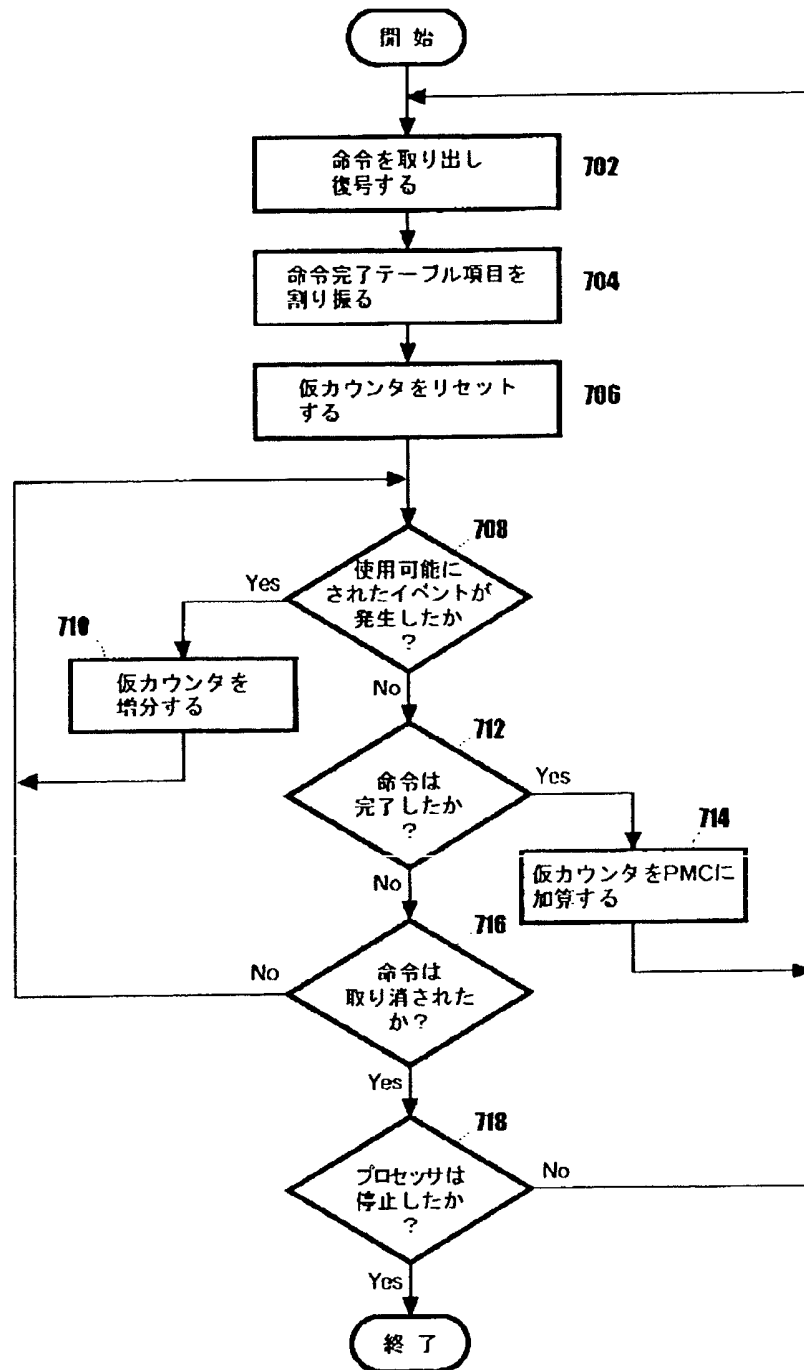 開始
命令を取り出し
復号する
702
命令完了テーブル項目を
割り振る
704
仮カウンタをリセット
する
706
708
使用可能に
されたイベントが
発生したか
?
Yes
No
710
仮カウンタを
増分する
712
命令は
完了したか
?
Yes
No
714
仮カウンタをPMCに
加算する
716
命令は
取り消された
か?
No
Yes
718
プロセッサは
停止したか
?
No
Yes
終了